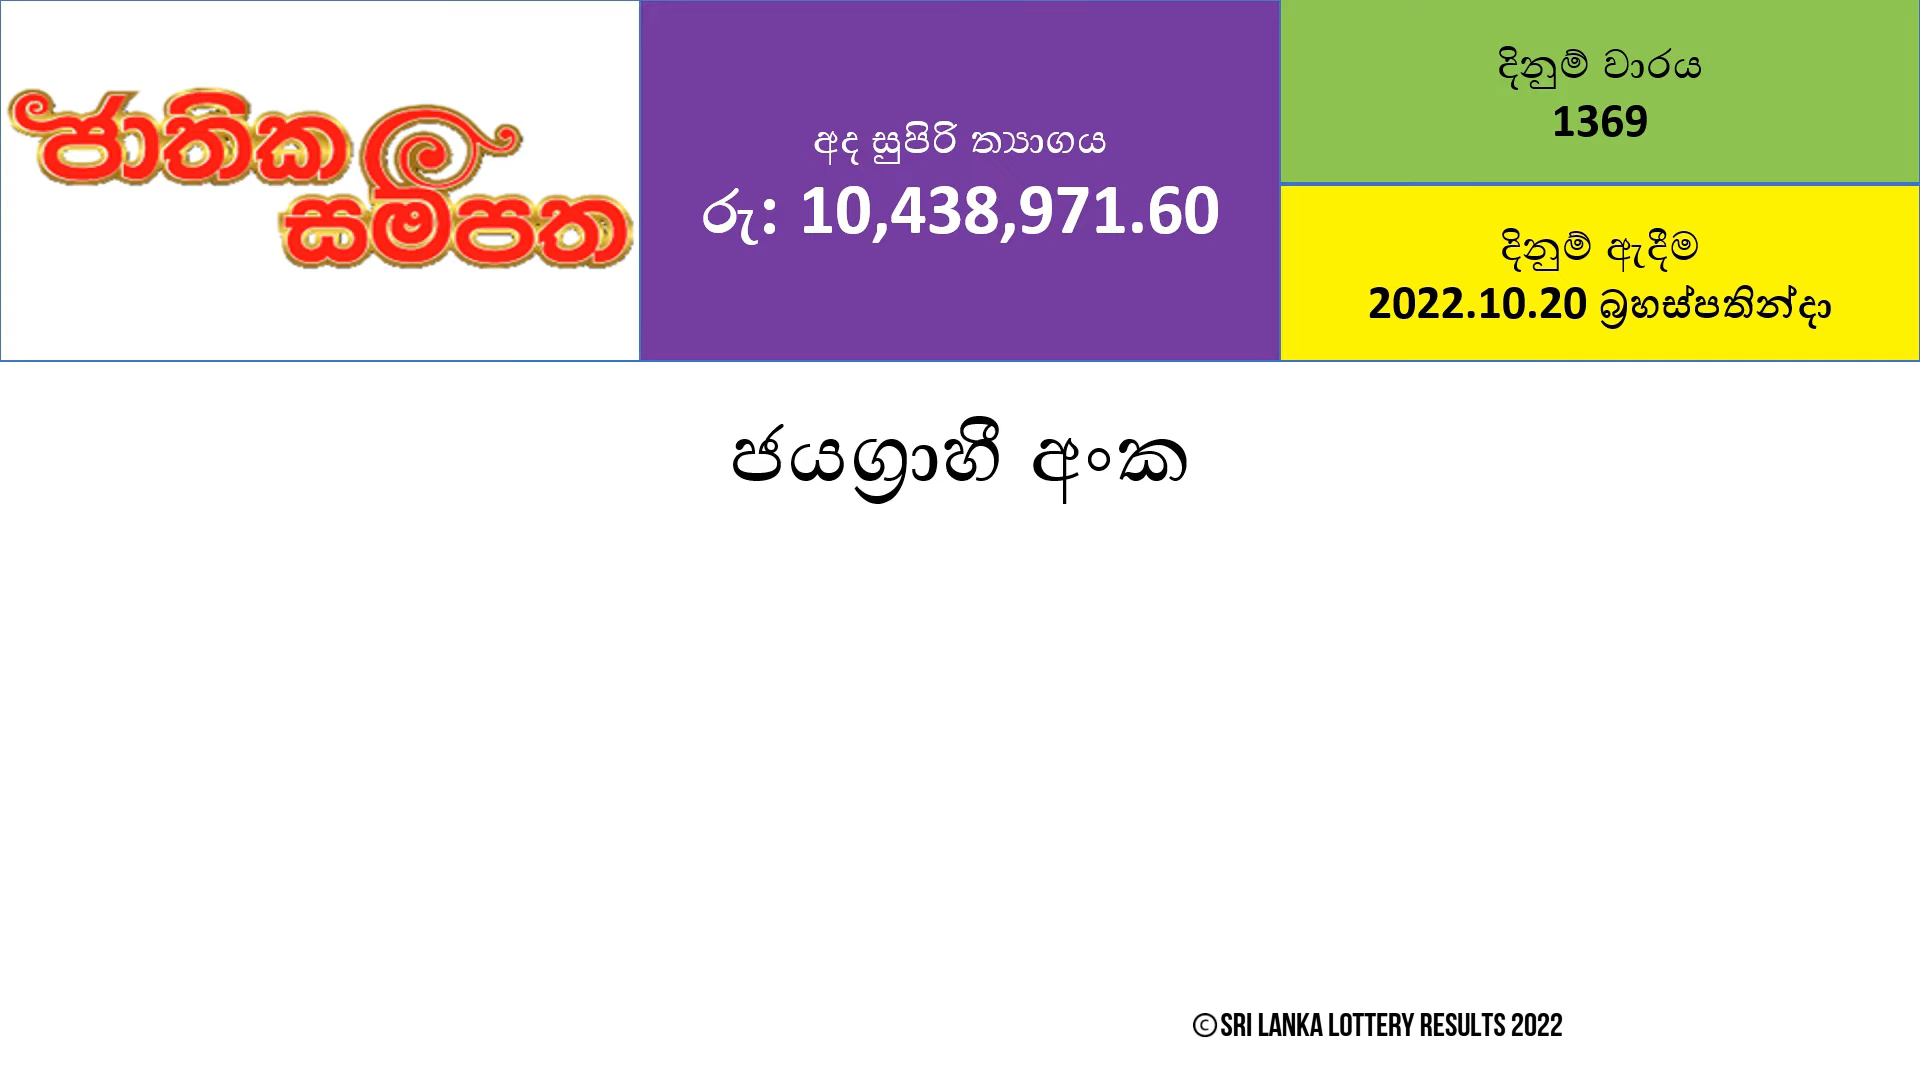 ජාතික
සම්පත
අද සුපිරි ත්‍යාගය
රු: 10,438,971.60
දිනුම් වාරය
1369
දිනුම් ඇදීම
2022.10.20 බ්‍රහස්පතින්දා
ජයග්‍රාහී අංක
©SRI LANKA LOTTERY RESULTS 2022